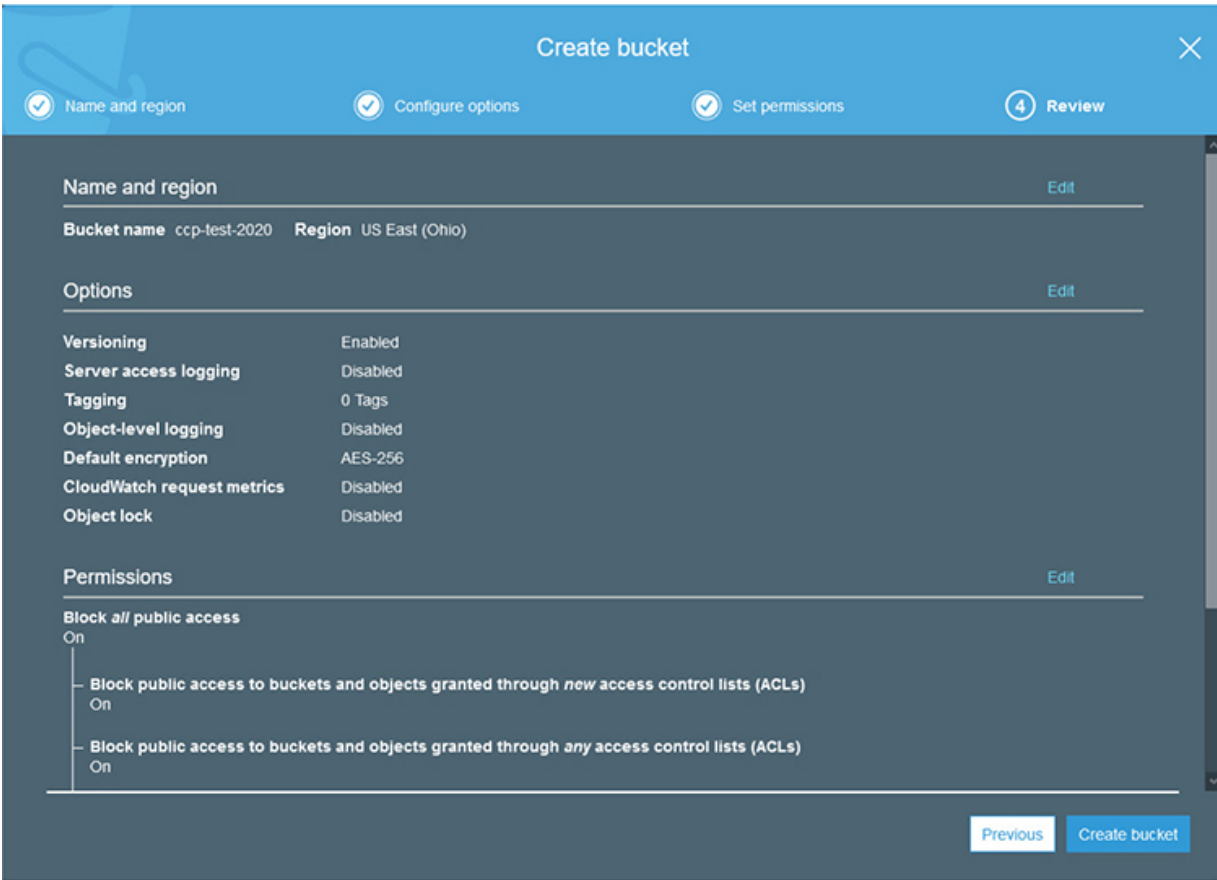 Create bucket
Name and region
Configure options
Set permissions
4 Review
Name and region Edit
Bucket name ccp-test-2020 Region US East (Ohio)
Options Edit
Versioning Enabled
Server access logging Disabled
Tagging 0 Tags
Object-level logging Disabled
Default encryption AES-256
CloudWatch request metrics Disabled
Object lock Disabled
Permissions Edit
Block all public access
On
Block public access to buckets and objects granted through new access control lists (ACLs)
On
Block public access to buckets and objects granted through any access control lists (ACLs)
On
Previous Create bucket